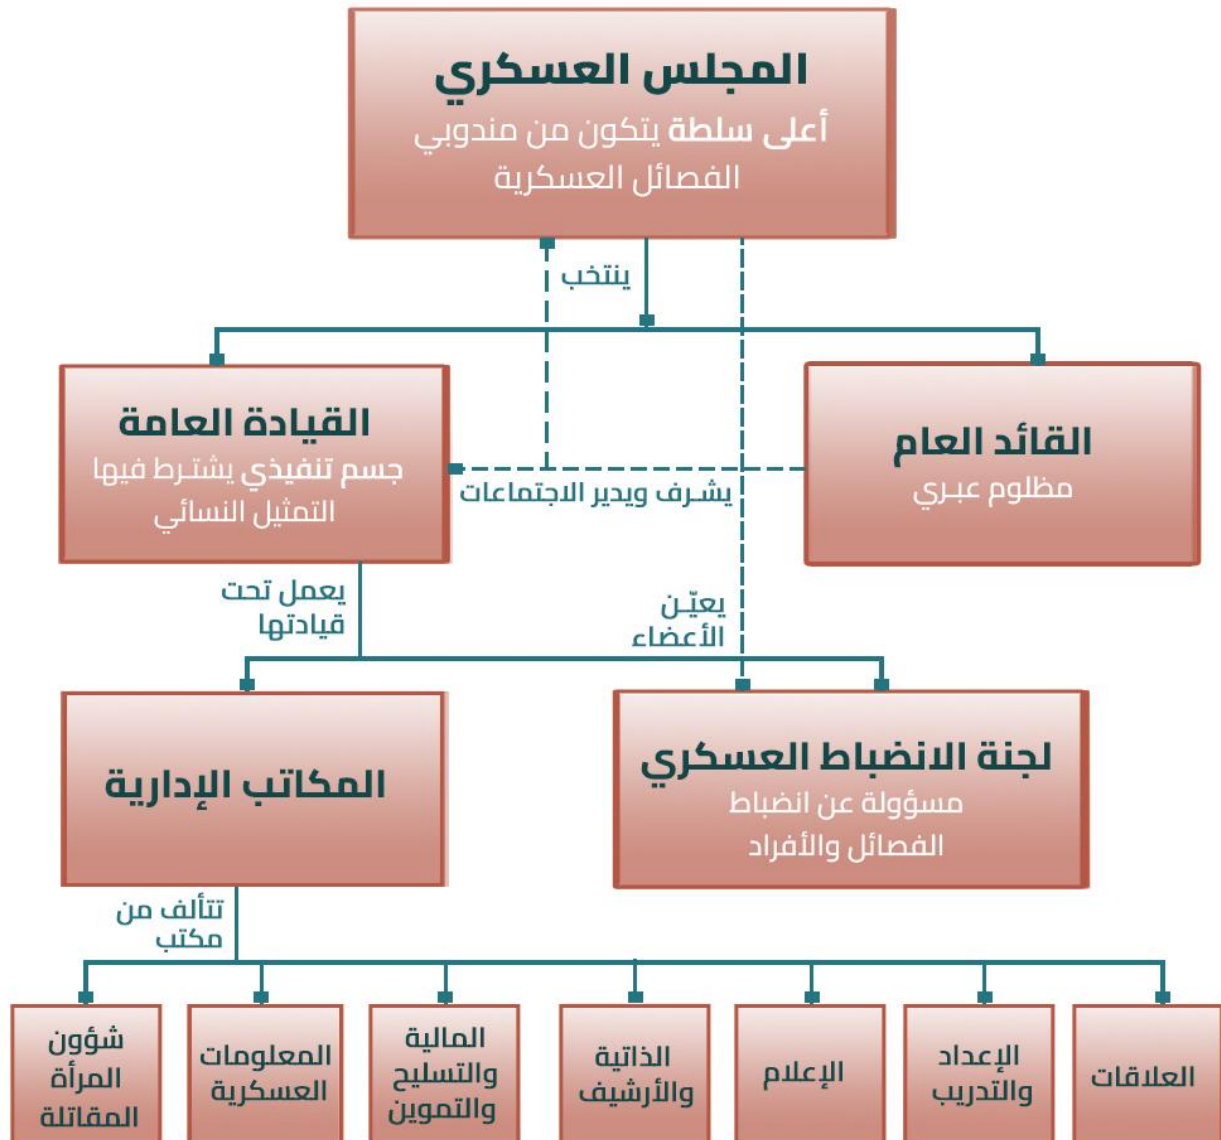 المجلس العسكري
أعلى سلطة يتكون من مندوبي
الفصائل العسكرية
ينتخب
القائد العام
مظلوم عبري
القيادة العامة
جسم تنفيذي يشترط فيها
التمثيل النسائي
يشرف ويدير الاجتماعات
يعمل تحت
قيادتها
يعيّن
الأعضاء
لجنة الانضباط العسكري
مسؤولة عن انضباط
الفصائل والأفراد
المكاتب الإدارية
تتألف من
مكتب
العلاقات
الإعداد
والتدريب
الإعلام
الذاتية
والأرشيف
المالية
والتسليح
والتموين
المعلومات
العسكرية
شؤون
المرأة
المقاتلة